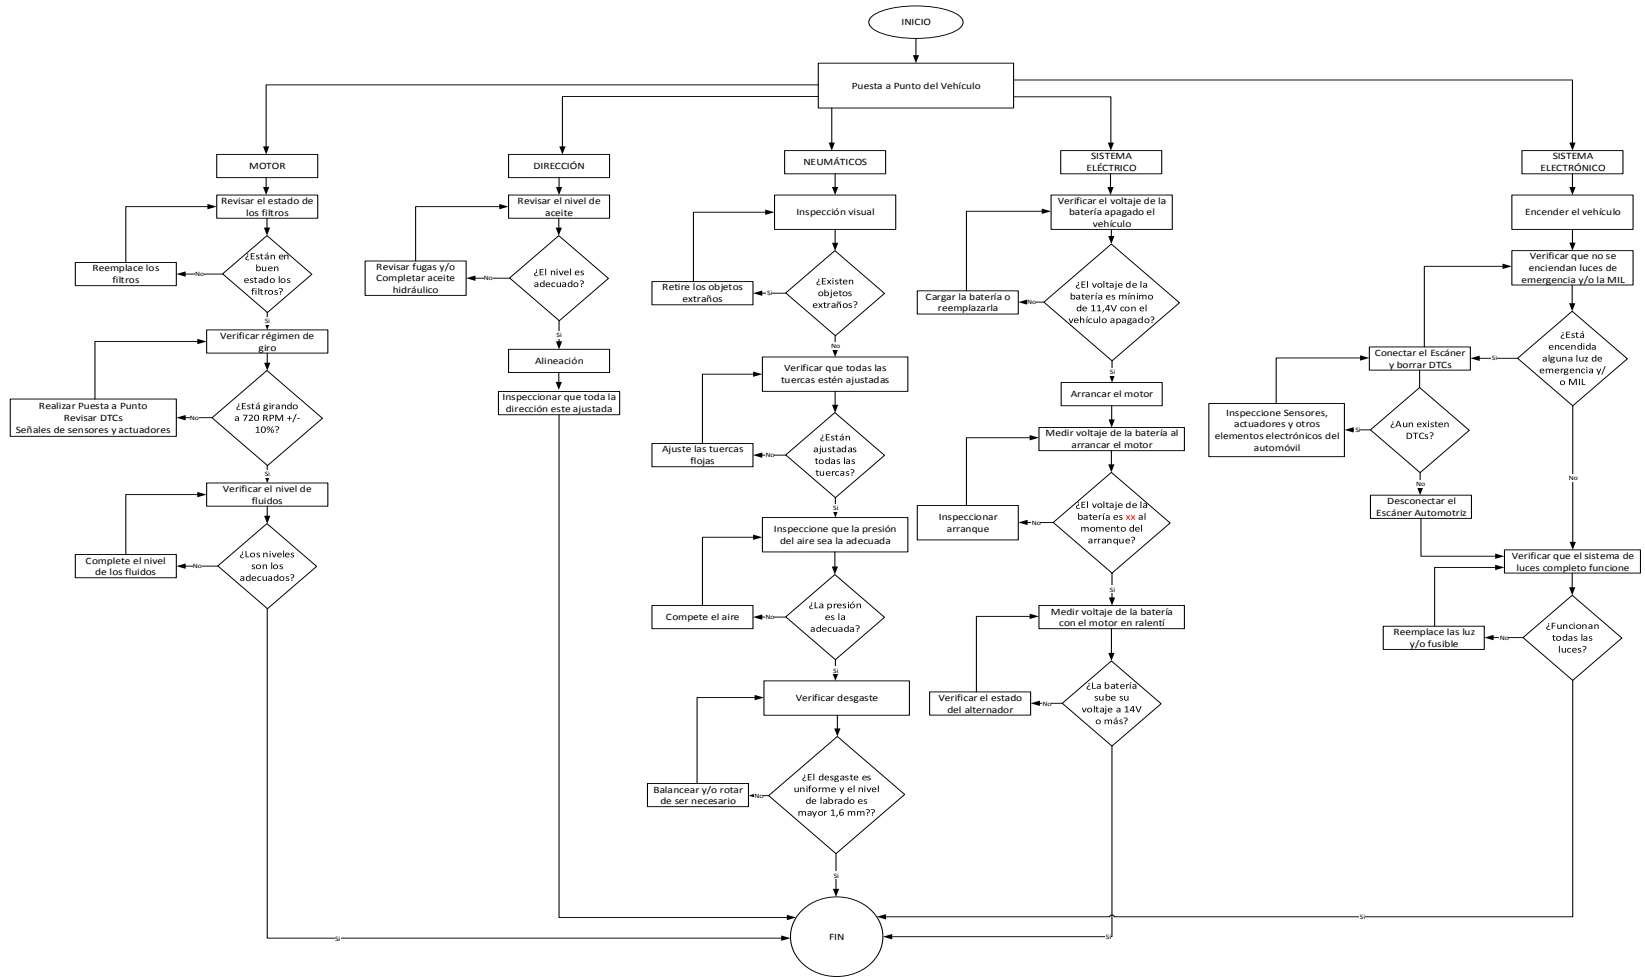 INICIO
Puesta a Punto del Vehículo
MOTOR
Revisar el estado de
los filtros
¿Están en
buen
estado los
filtros?
No
Reemplace los
filtros
Si
Verificar régimen de
giro
¿Está girando
a 720 RPM +/-
10%?
No
Realizar Puesta a Punto
Revisar DTCs
Señales de sensores y actuadores
Si
Verificar el nivel de
fluidos
¿Los niveles
son los
adecuados?
No
Complete el nivel
de los fluidos
Si
DIRECCIÓN
Revisar el nivel de
aceite
¿El nivel es
adecuado?
No
Revisar fugas y/o
Completar aceite
hidráulico
Si
Alineación
Inspeccionar que toda la
dirección este ajustada
NEUMÁTICOS
Inspección visual
¿Existen
objetos
extraños?
Si
Retire los objetos
extraños
No
Verificar que todas las
tuercas estén ajustadas
¿Están
ajustadas
todas las
tuercas?
No
Ajuste las tuercas
flojas
Si
Inspeccione que la presión
del aire sea la adecuada
¿La presión
es la
adecuada?
No
Compete el aire
Si
Verificar desgaste
¿El desgaste es
uniforme y el nivel
de labrado es
mayor 1,6 mm??
No
Balancear y/o rotar
de ser necesario
Si
SISTEMA
ELÉCTRICO
Verificar el voltaje de la
batería apagado el
vehículo
¿El voltaje de la
batería es mínimo
de 11,4V con el
vehículo apagado?
No
Cargar la batería o
reemplazarla
Si
Arrancar el motor
Medir voltaje de la batería al
arrancar el motor
¿El voltaje de la
batería es xx al
momento del
arranque?
No
Inspeccionar
arranque
Si
Medir voltaje de la batería
con el motor en ralentí
¿La batería
sube su
voltaje a 14V
o más?
No
Verificar el estado
del alternador
Si
SISTEMA
ELECTRÓNICO
Encender el vehículo
Verificar que no se
enciendan luces de
emergencia y/o la MIL
¿Está
encendida
alguna luz de
emergencia y/
o MIL
Si
Conectar el Escáner
y borrar DTCs
¿Aun existen
DTCs?
Si
Inspeccione Sensores,
actuadores y otros
elementos electrónicos del
automóvil
No
Desconectar el
Escáner Automotriz
No
Verificar que el sistema de
luces completo funcione
¿Funcionan
todas las
luces?
No
Reemplace las luz
y/o fusible
Si
FIN